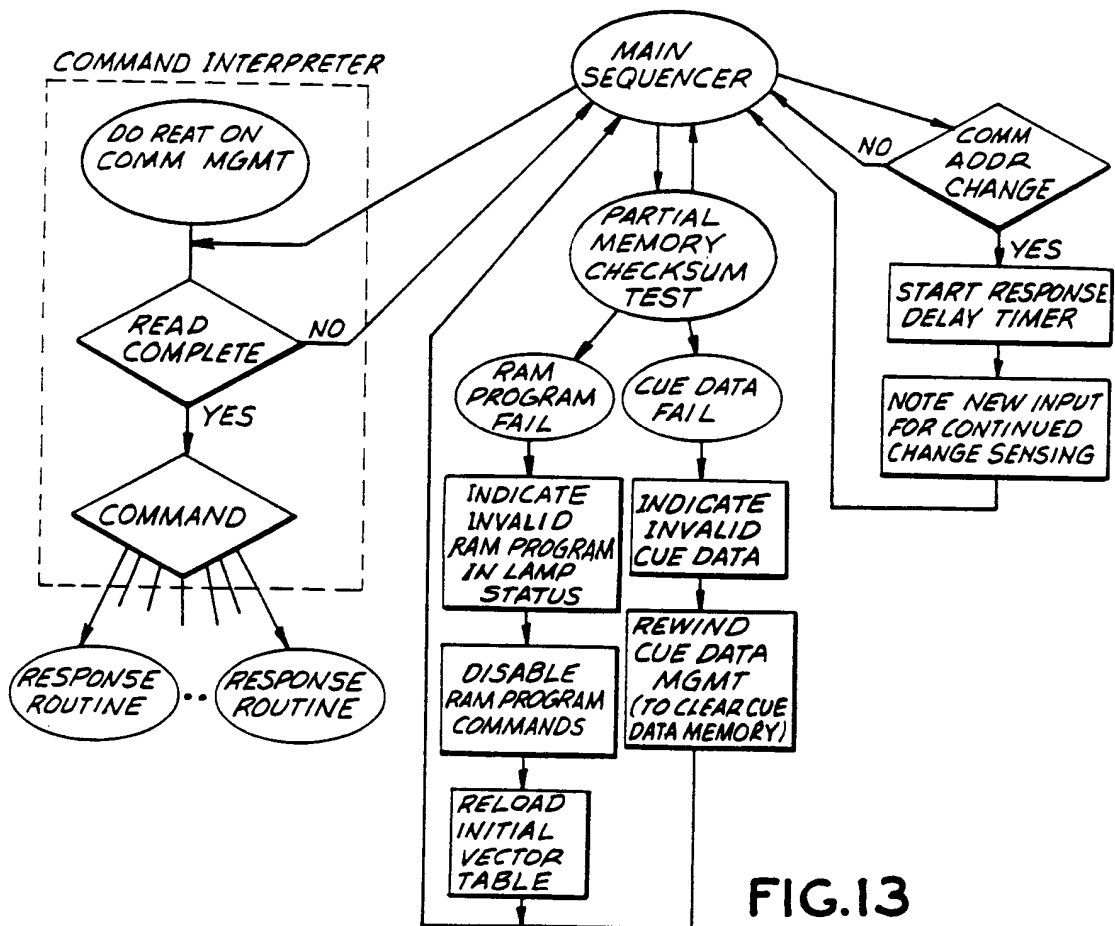 COMMAND INTERPRETER
DO REAT ON
COMM MGMT
READ
COMPLETE
NO
YES
COMMAND
RESPONSE
ROUTINE
..
RESPONSE
ROUTINE
MAIN
SEQUENCER
PARTIAL
MEMORY
CHECKSUM
TEST
RAM
PROGRAM
FAIL
INDICATE
INVALID
RAM PROGRAM
IN LAMP
STATUS
DISABLE
RAM PROGRAM
COMMANDS
RELOAD
INITIAL
VECTOR
TABLE
CUE DATA
FAIL
INDICATE
INVALID
CUE DATA
REWIND
CUE DATA
MGMT
(TO CLEAR CUE
DATA MEMORY)
COMM
ADDR
CHANGE
NO
YES
START RESPONSE
DELAY TIMER
NOTE NEW INPUT
FOR CONTINUED
CHANGE SENSING
FIG.13